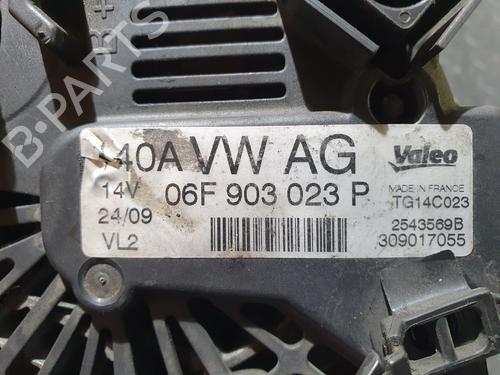 B+
140A VW AG Valeo
14V 06F 903 023 P MADE IN FRANCE
TG14C023
24/09 2543569B
VL2 309017055
B-PARTS